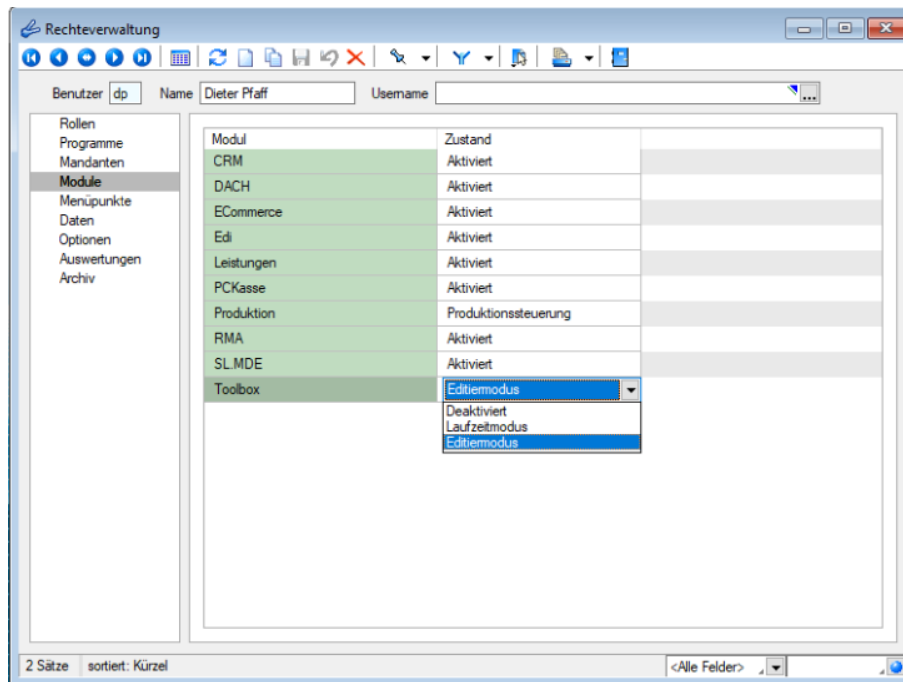 Rechteverwaltung
Benutzer dp Name Dieter Pfaff Username ...
Rollen
Programme
Mandanten
Module
Menüpunkte
Daten
Optionen
Auswertungen
Archiv
Modul Zustand
CRM Aktiviert
DACH Aktiviert
ECommerce Aktiviert
Edi Aktiviert
Leistungen Aktiviert
PCKasse Aktiviert
Produktion Produktionssteuerung
RMA Aktiviert
SL.MDE Aktiviert
Toolbox Editiermodus
Deaktiviert
Laufzeitmodus
Editiermodus
2 Sätze sortiert: Kürzel <Alle Felder>